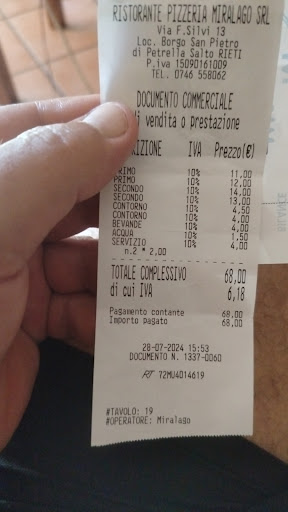 RISTORANTE PIZZERIA MIRALAGO SRL
Via F.Silvi 13
Loc. Borgo San Pietro
di Petrella Salto RIETI
P.iva 15090161009
TEL. 0746 558062
DOCUMENTO COMMERCIALE
di vendita o prestazione
RIZIONE IVA Prezzo(€)
PRIMO 10% 11,00
PRIMO 10% 12,00
SECONDO 10% 14,00
SECONDO 10% 13,00
CONTORNO 10% 4,50
CONTORNO 10% 4,00
BEVANDE 10% 4,00
ACQUA 10% 1,50
SERVIZIO 10% 4,00
n.2 * 2,00
TOTALE COMPLESSIVO 68,00
di cui IVA 6,18
Pagamento contante 68,00
Importo pagato 68,00
28-07-2024 15:53
DOCUMENTO N. 1337-0060
RT 72MU4014619
#TAVOLO: 19
#OPERATORE: Miralago